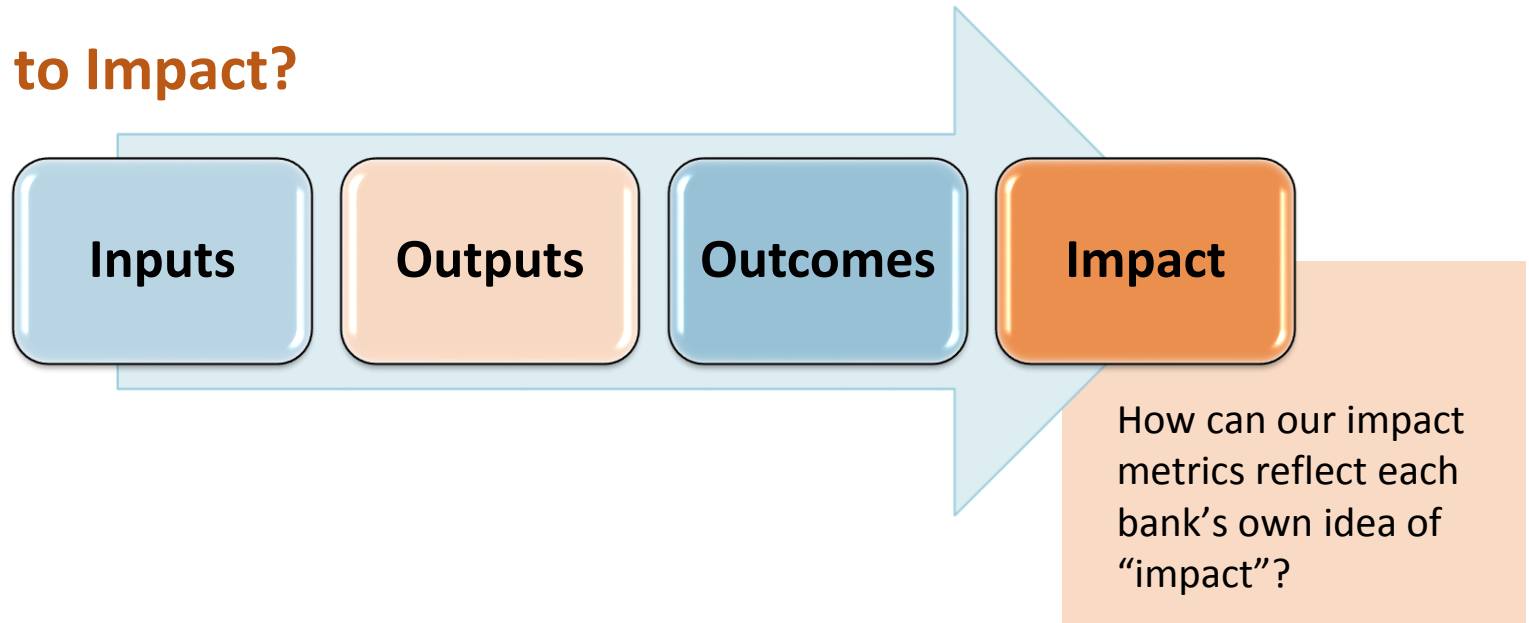 to Impact?
Inputs
Outputs
Outcomes
Impact
How can our impact
metrics reflect each
bank’s own idea of
“impact”?